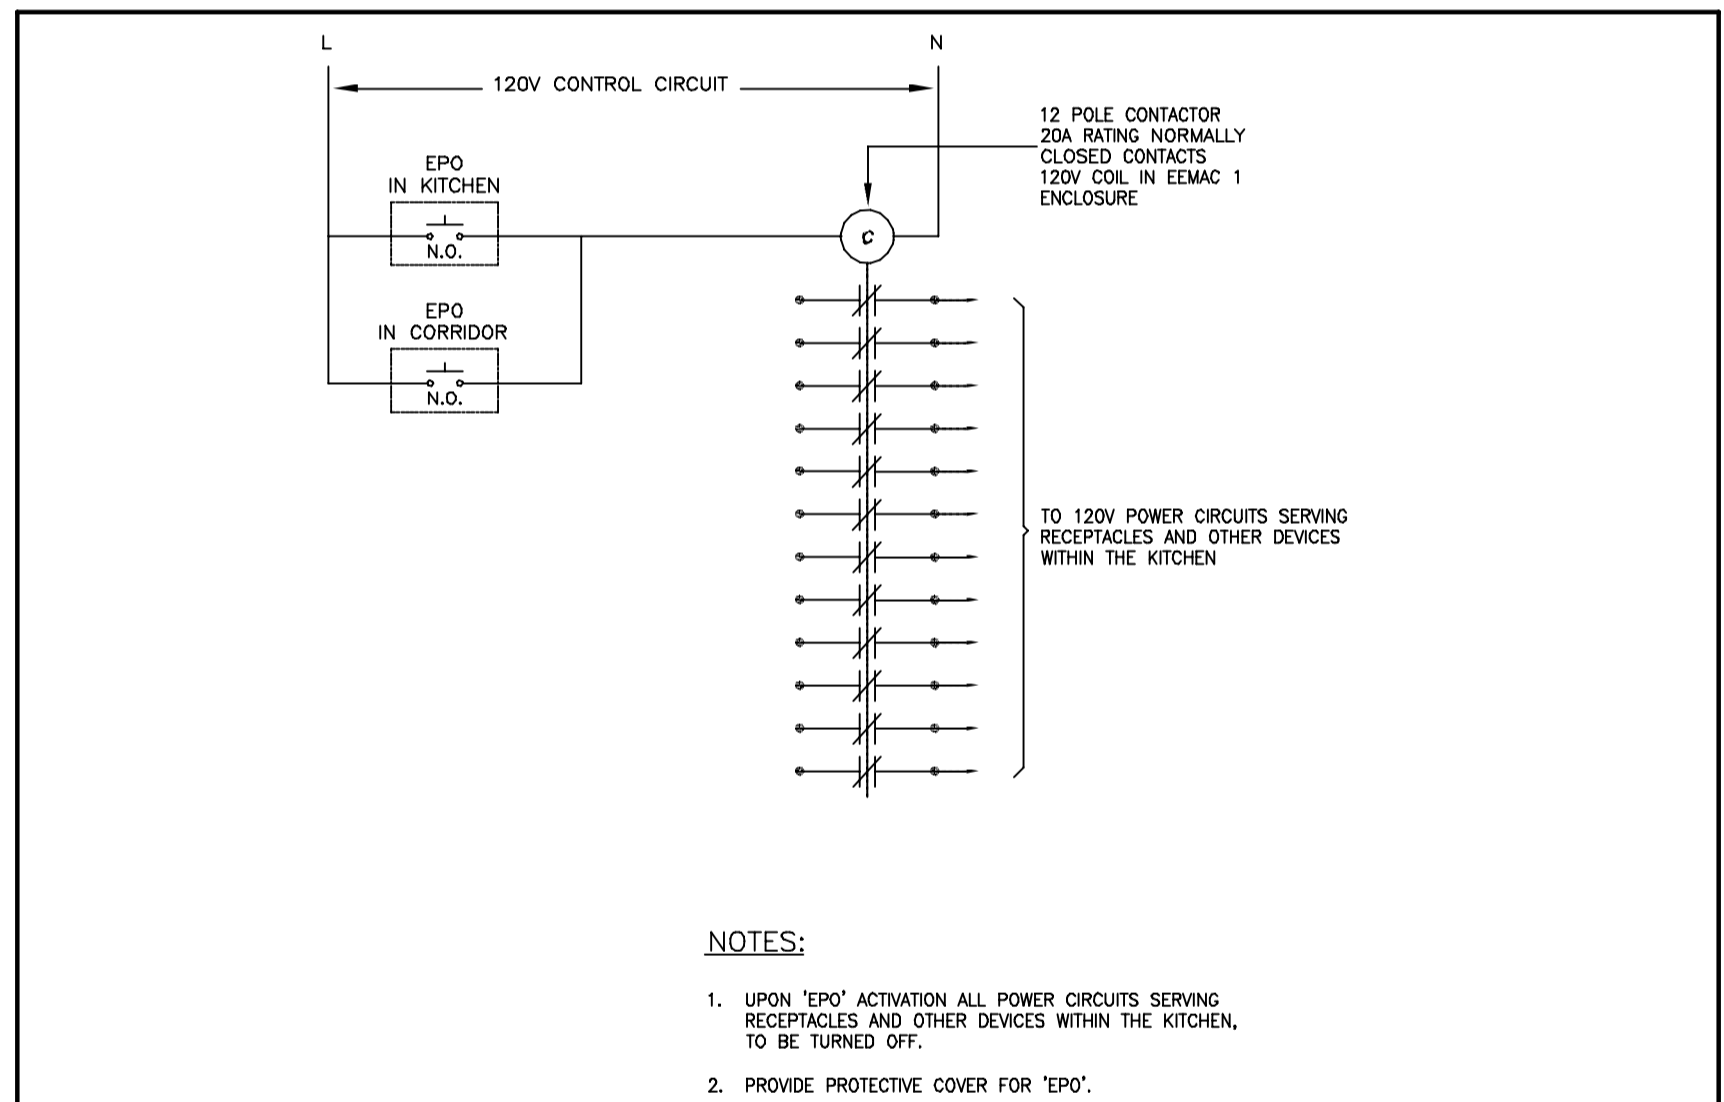 L
N
120V CONTROL CIRCUIT
12 POLE CONTACTOR
20A RATING NORMALLY
CLOSED CONTACTS
120V COIL IN EEMAC 1
ENCLOSURE
EPO
IN KITCHEN
N.O.
C
EPO
IN CORRIDOR
N.O.
TO 120V POWER CIRCUITS SERVING
RECEPTACLES AND OTHER DEVICES
WITHIN THE KITCHEN
NOTES:
1. UPON 'EPO' ACTIVATION ALL POWER CIRCUITS SERVING
RECEPTACLES AND OTHER DEVICES WITHIN THE KITCHEN,
TO BE TURNED OFF.
2. PROVIDE PROTECTIVE COVER FOR 'EPO'.